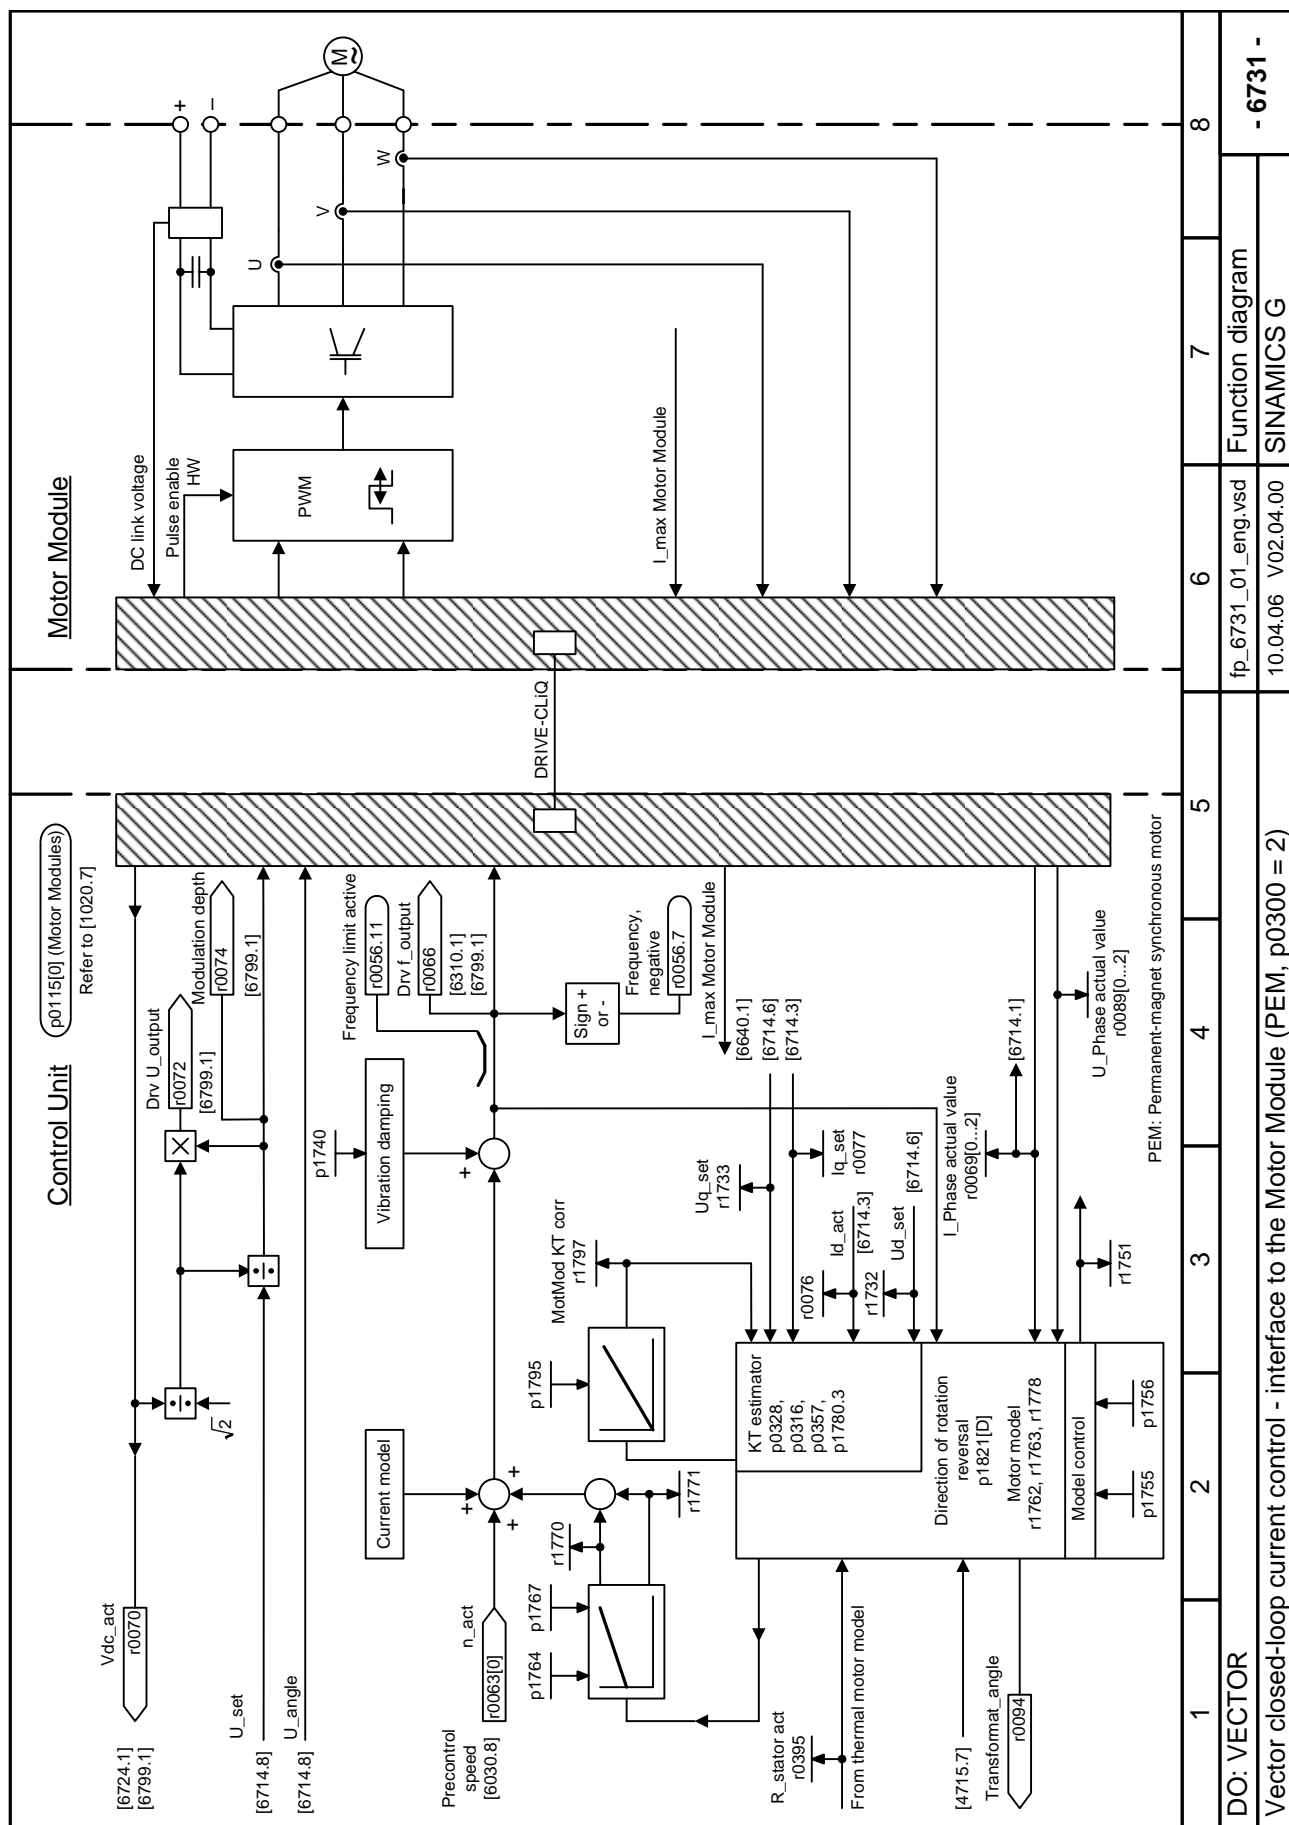 Control Unit
p0115[0] (Motor Modules)
Refer to [1020.7]
Motor Module
[6724.1]
[6799.1]
Vdc_act
r0070
√2
Drv U_output
r0072
[6799.1]
Modulation depth
r0074
[6799.1]
DC link voltage
Pulse enable
HW
+
–
U_set
[6714.8]
U_angle
[6714.8]
PWM
U
V
W
M
~
p1740
Vibration damping
+
Frequency limit active
r0056.11
Drv f_output
r0066
[6310.1]
[6799.1]
Current model
+
+
+
Precontrol
speed
[6030.8]
n_act
r0063[0]
Sign +
or -
Frequency,
negative
r0056.7
DRIVE-CLiQ
p1764
p1767
r1770
r1771
p1795
MotMod KT corr
r1797
I_max Motor Module
I_max Motor Module
Uq_set
r1733
[6640.1]
[6714.6]
[6714.3]
Iq_set
r0077
r0076
Id_act
[6714.3]
r1732
Ud_set
[6714.6]
KT estimator
p0328,
p0316,
p0357,
p1780.3
R_stator act
r0395
From thermal motor model
Direction of rotation
reversal
p1821[D]
Motor model
r1762, r1763, r1778
Model control
I_Phase actual value
r0069[0...2]
[6714.1]
U_Phase actual value
r0089[0...2]
[4715.7]
Transformat_angle
r0094
p1755
p1756
r1751
PEM: Permanent-magnet synchronous motor
1
2
3
4
5
6
7
8
DO: VECTOR
fp_6731_01_eng.vsd
Function diagram
- 6731 -
Vector closed-loop current control - interface to the Motor Module (PEM, p0300 = 2)
10.04.06 V02.04.00
SINAMICS G